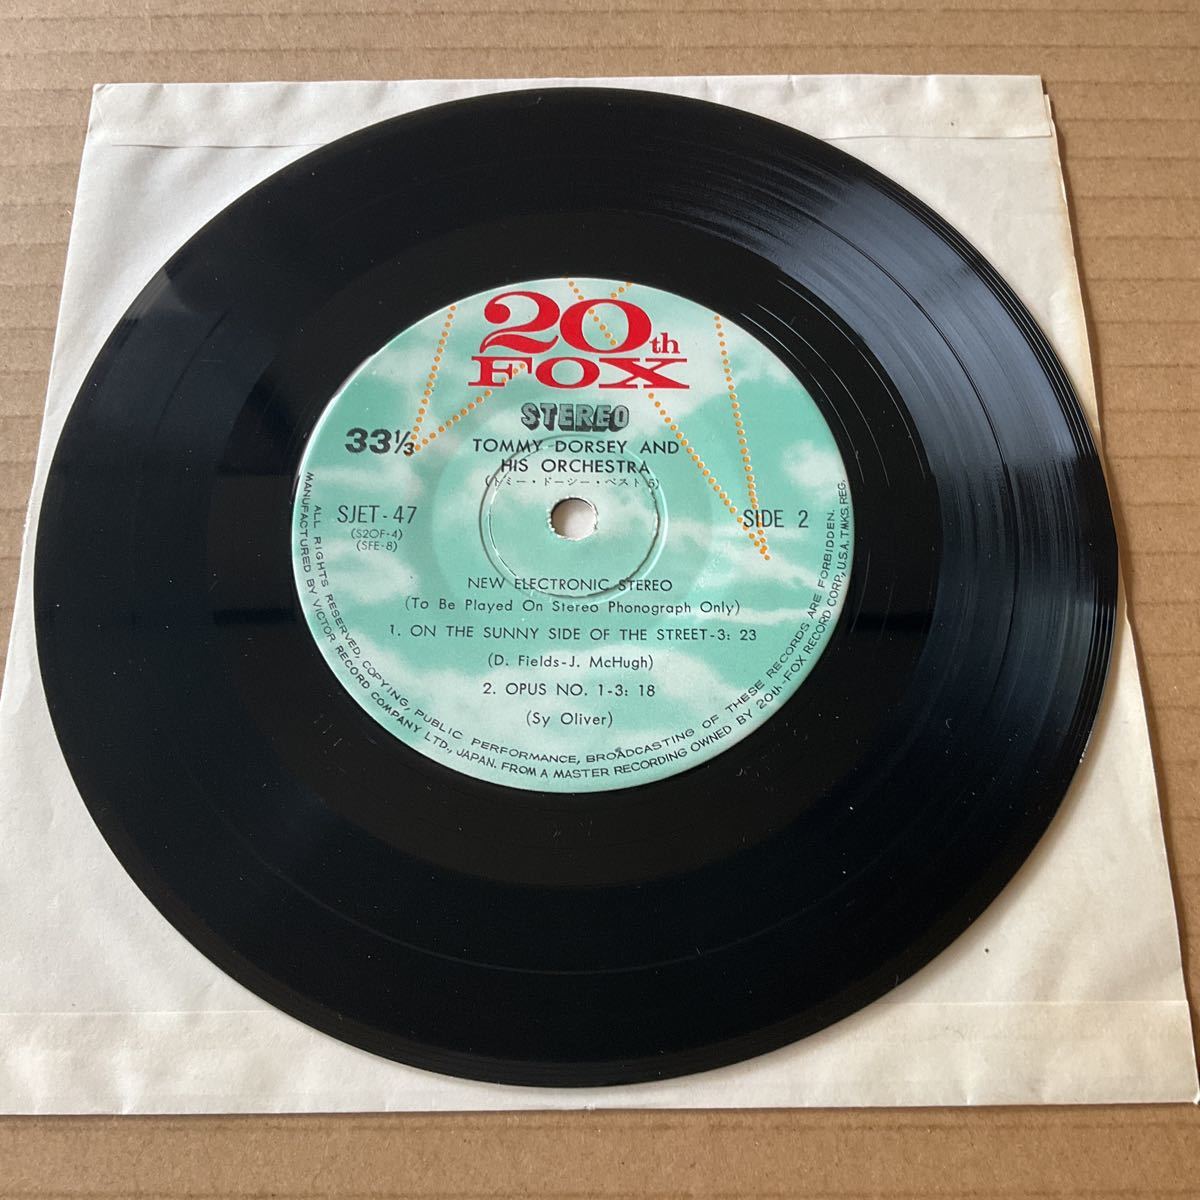 20th
FOX
STEREO
33 1/3
TOMMY DORSEY AND
HIS ORCHESTRA
(トミー・ドーシー・ベスト5)
SJET-47
(S2OF-4)
(SFE-8)
SIDE 2
NEW ELECTRONIC STEREO
(To Be Played On Stereo Phonograph Only)
1. ON THE SUNNY SIDE OF THE STREET-3: 23
(D. Fields-J. McHugh)
2. OPUS NO. 1-3: 18
(Sy Oliver)
ALL RIGHTS RESERVED, COPYING, PUBLIC PERFORMANCE, BROADCASTING OF THESE RECORDS ARE FORBIDDEN.
MANUFACTURED BY VICTOR RECORD COMPANY LTD., JAPAN. FROM A MASTER RECORDING OWNED BY 20th-FOX RECORD CORP., U.S.A. TMKS. REG.